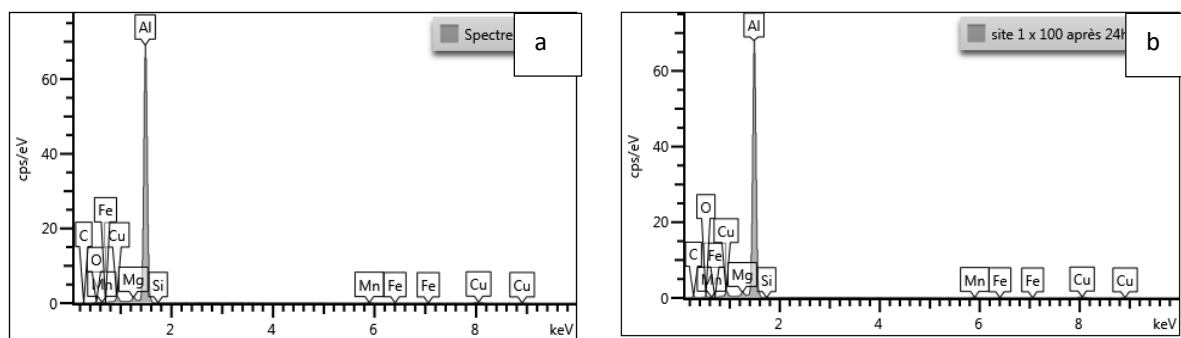 Al
Spectre
a
60
40
cps/eV
Fe
20
C
Cu
O
Mn
Mg
Si
Mn
Fe
Fe
Cu
Cu
0
2
4
6
8
keV
Al
site 1 x 100 après 24h
b
60
40
cps/eV
O
20
Cu
C
Fe
Mn
Mg
Si
Mn
Fe
Fe
Cu
Cu
0
2
4
6
8
keV